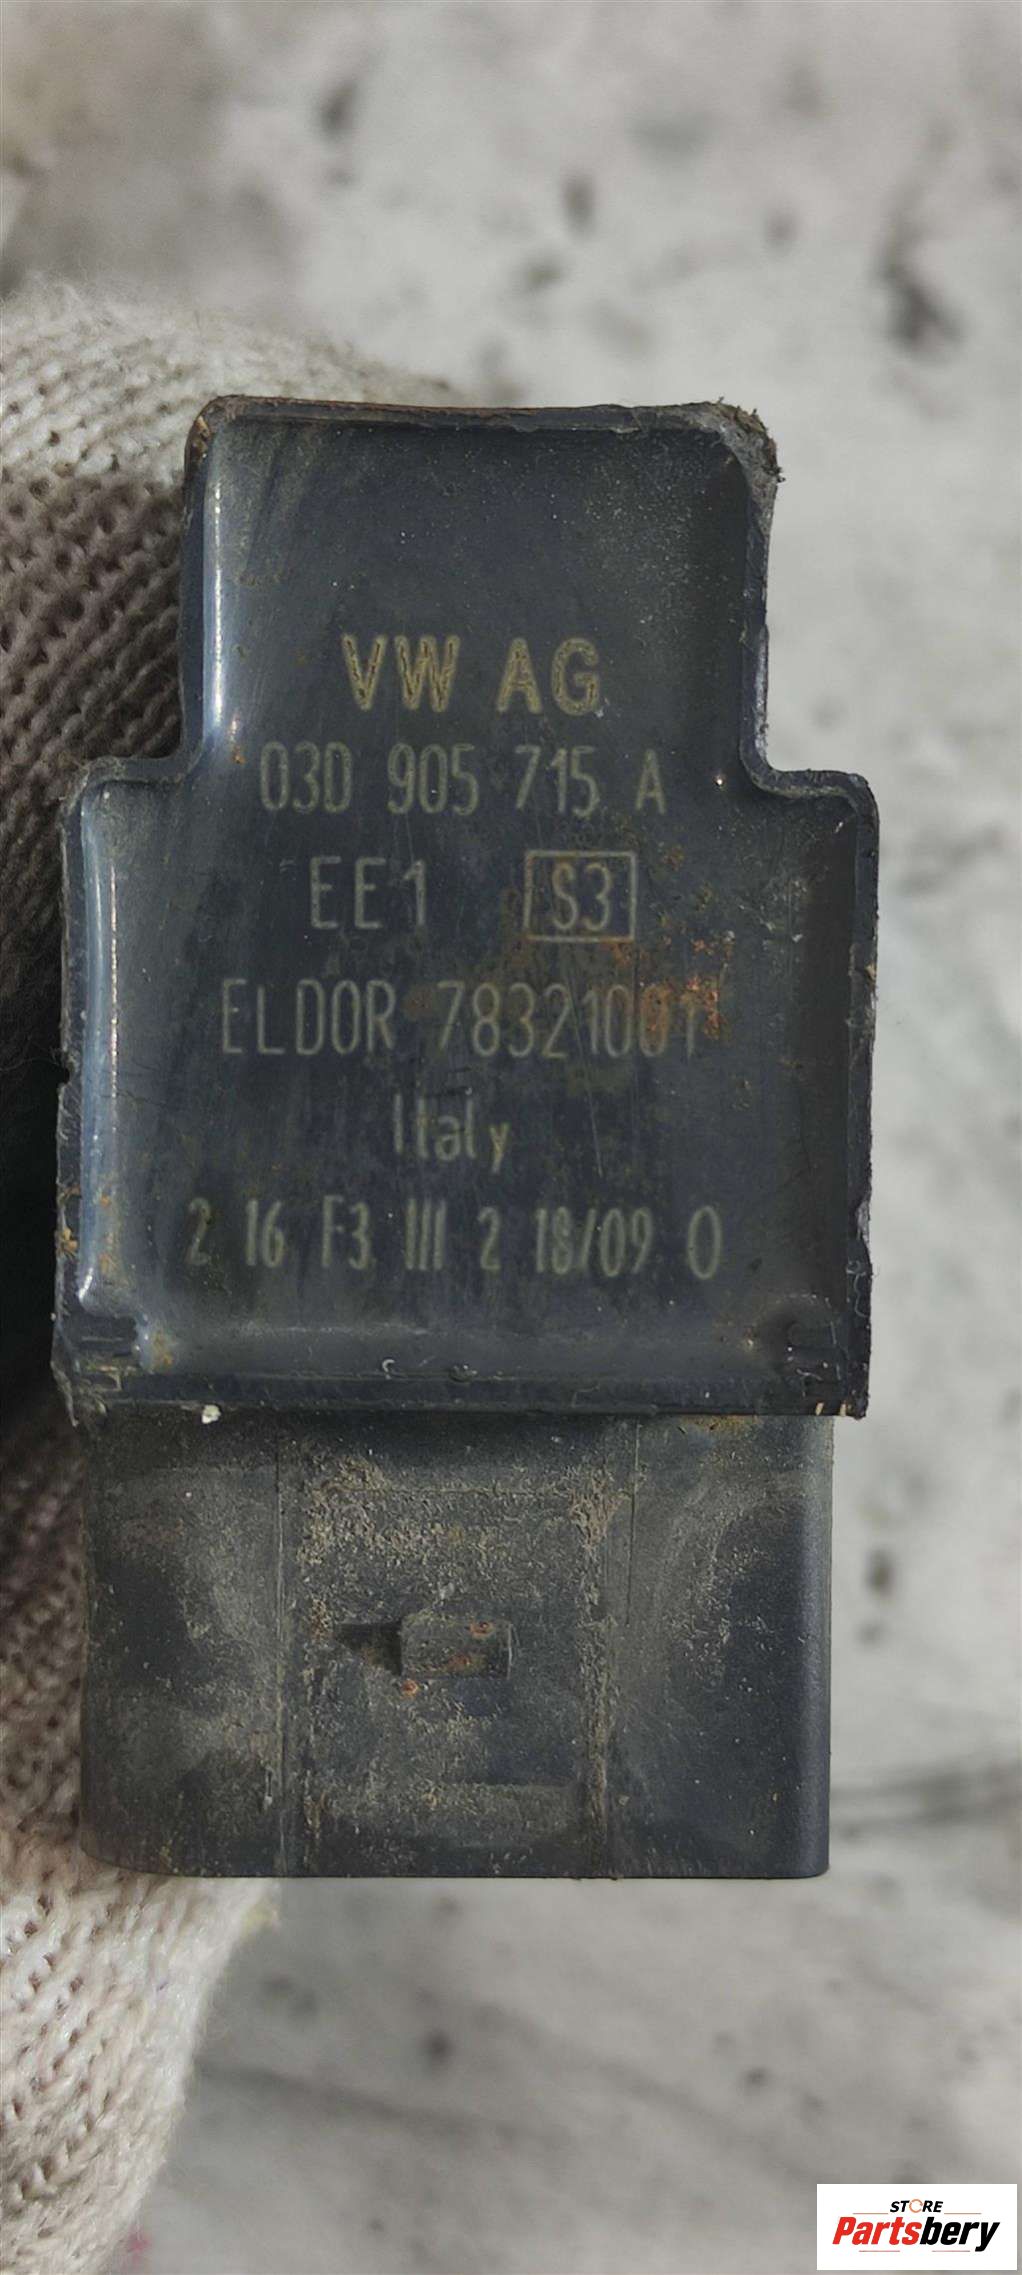 VW AG
03D 905 715 A
EE1 S3
ELDOR 78321001
Italy
2 16 F3 III 2 18/09 0
STORE
Partsbery